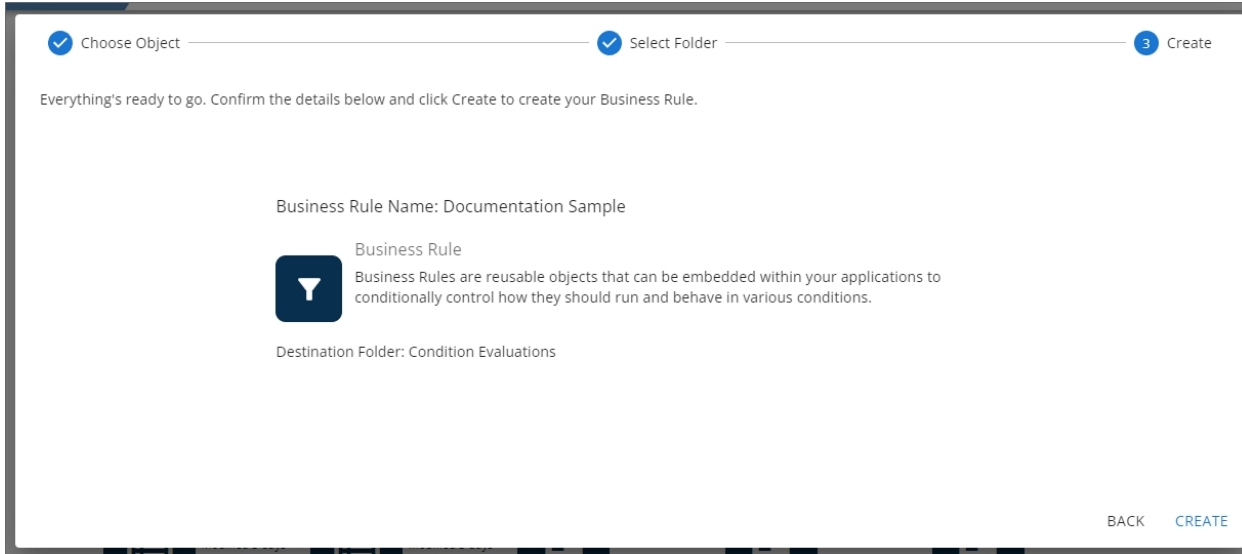 Choose Object
Select Folder
3 Create
Everything's ready to go. Confirm the details below and click Create to create your Business Rule.
Business Rule Name: Documentation Sample
Business Rule
Business Rules are reusable objects that can be embedded within your applications to
conditionally control how they should run and behave in various conditions.
Destination Folder: Condition Evaluations
BACK CREATE